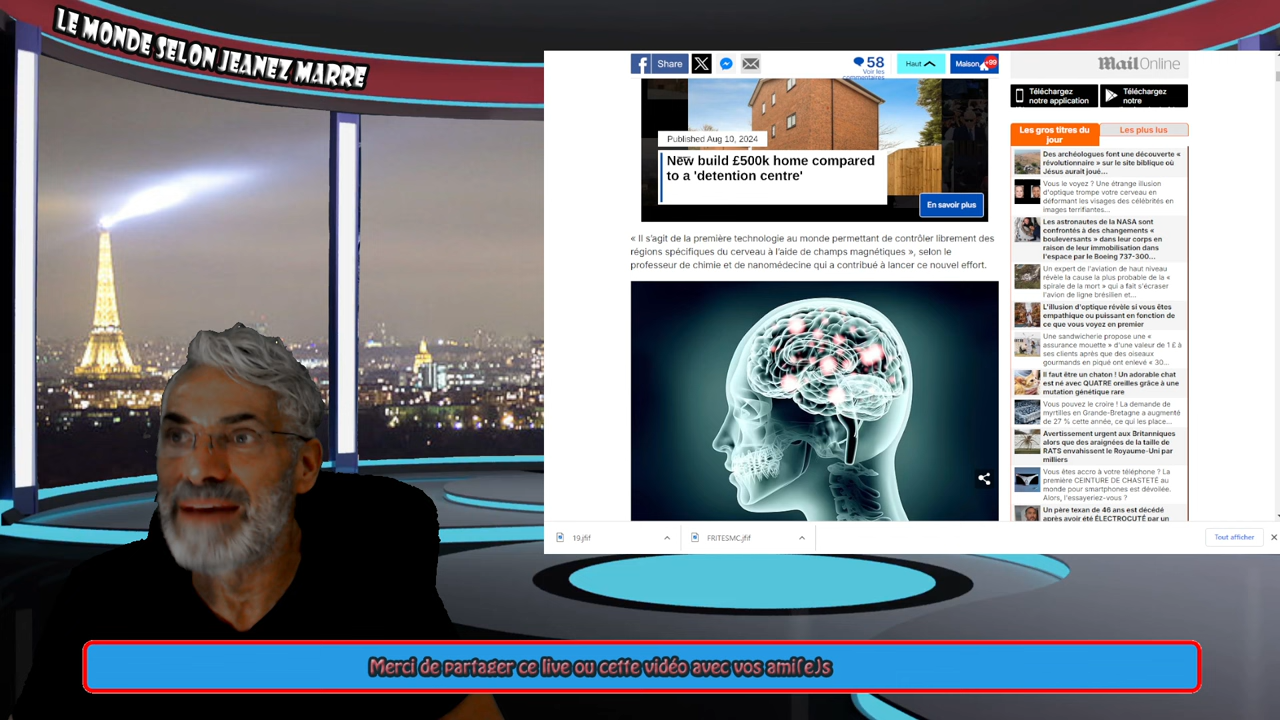 LE MONDE SELON JEANEZ MARRE
Share
58
Voir les
commentaires
Haut
Maison
+99
MailOnline
Téléchargez
notre application
Téléchargez
notre
Published Aug 10, 2024
New build £500k home compared
to a 'detention centre'
En savoir plus
« Il s'agit de la première technologie au monde permettant de contrôler librement des
régions spécifiques du cerveau à l'aide de champs magnétiques », selon le
professeur de chimie et de nanomédecine qui a contribué à lancer ce nouvel effort.
Les gros titres du
jour
Les plus lus
Des archéologues font une découverte «
révolutionnaire » sur le site biblique où
Jésus aurait joué...
Vous le voyez ? Une étrange illusion
d'optique trompe votre cerveau en
déformant les visages des célébrités en
images terrifiantes...
Les astronautes de la NASA sont
confrontés à des changements «
bouleversants » dans leur corps en
raison de leur immobilisation dans
l'espace par le Boeing 737-300...
Un expert de l'aviation de haut niveau
révèle la cause la plus probable de la «
spirale de la mort » qui a fait s'écraser
l'avion de ligne brésilien et...
L'illusion d'optique révèle si vous êtes
empathique ou puissant en fonction de
ce que vous voyez en premier
Une sandwicherie propose une «
assurance mouette » d'une valeur de 1 £ à
ses clients après que des oiseaux
gourmands en piqué ont enlevé « 30...
Il faut être un chaton ! Un adorable chat
est né avec QUATRE oreilles grâce à une
mutation génétique rare
Vous pouvez le croire ! La demande de
myrtilles en Grande-Bretagne a augmenté
de 27 % cette année, ce qui les place...
Avertissement urgent aux Britanniques
alors que des araignées de la taille de
RATS envahissent le Royaume-Uni par
milliers
Vous êtes accro à votre téléphone ? La
première CEINTURE DE CHASTETÉ au
monde pour smartphones est dévoilée.
Alors, l'essayeriez-vous ?
Un père texan de 46 ans est décédé
après avoir été ÉLECTROCUTÉ par un
19.jfif
FRITESMC.jfif
Tout afficher
Merci de partager ce live ou cette vidéo avec vos ami(e)s